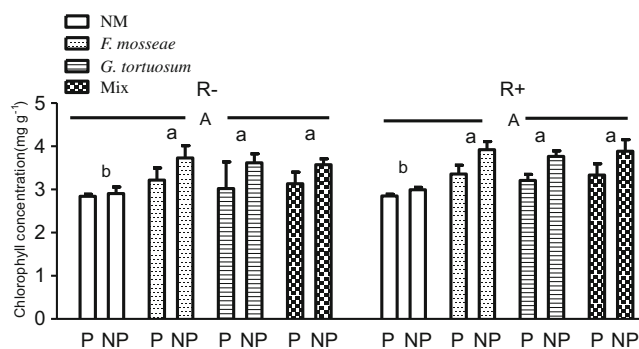 NM
F. mosseae
G. tortuosum
Mix
R-
R+
A
A
b
a
a
a
b
a
a
a
Chlorophyll concentration(mg g-1)
5
4
3
2
1
0
P NP P NP P NP P NP P NP P NP P NP P NP